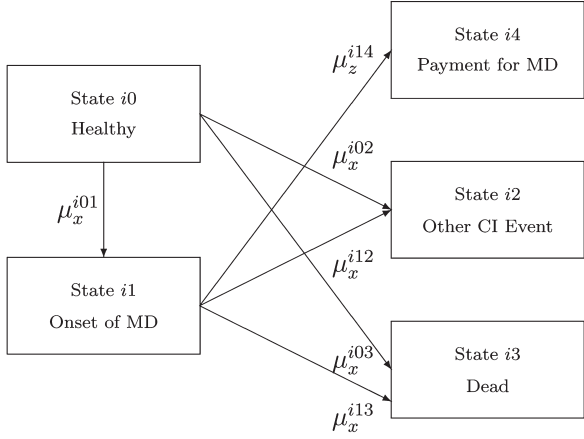 State i4
Payment for MD
μ_z^{i14}
State i0
Healthy
μ_x^{i02}
State i2
Other CI Event
μ_x^{i01}
μ_x^{i12}
State i1
Onset of MD
State i3
Dead
μ_x^{i03}
μ_x^{i13}